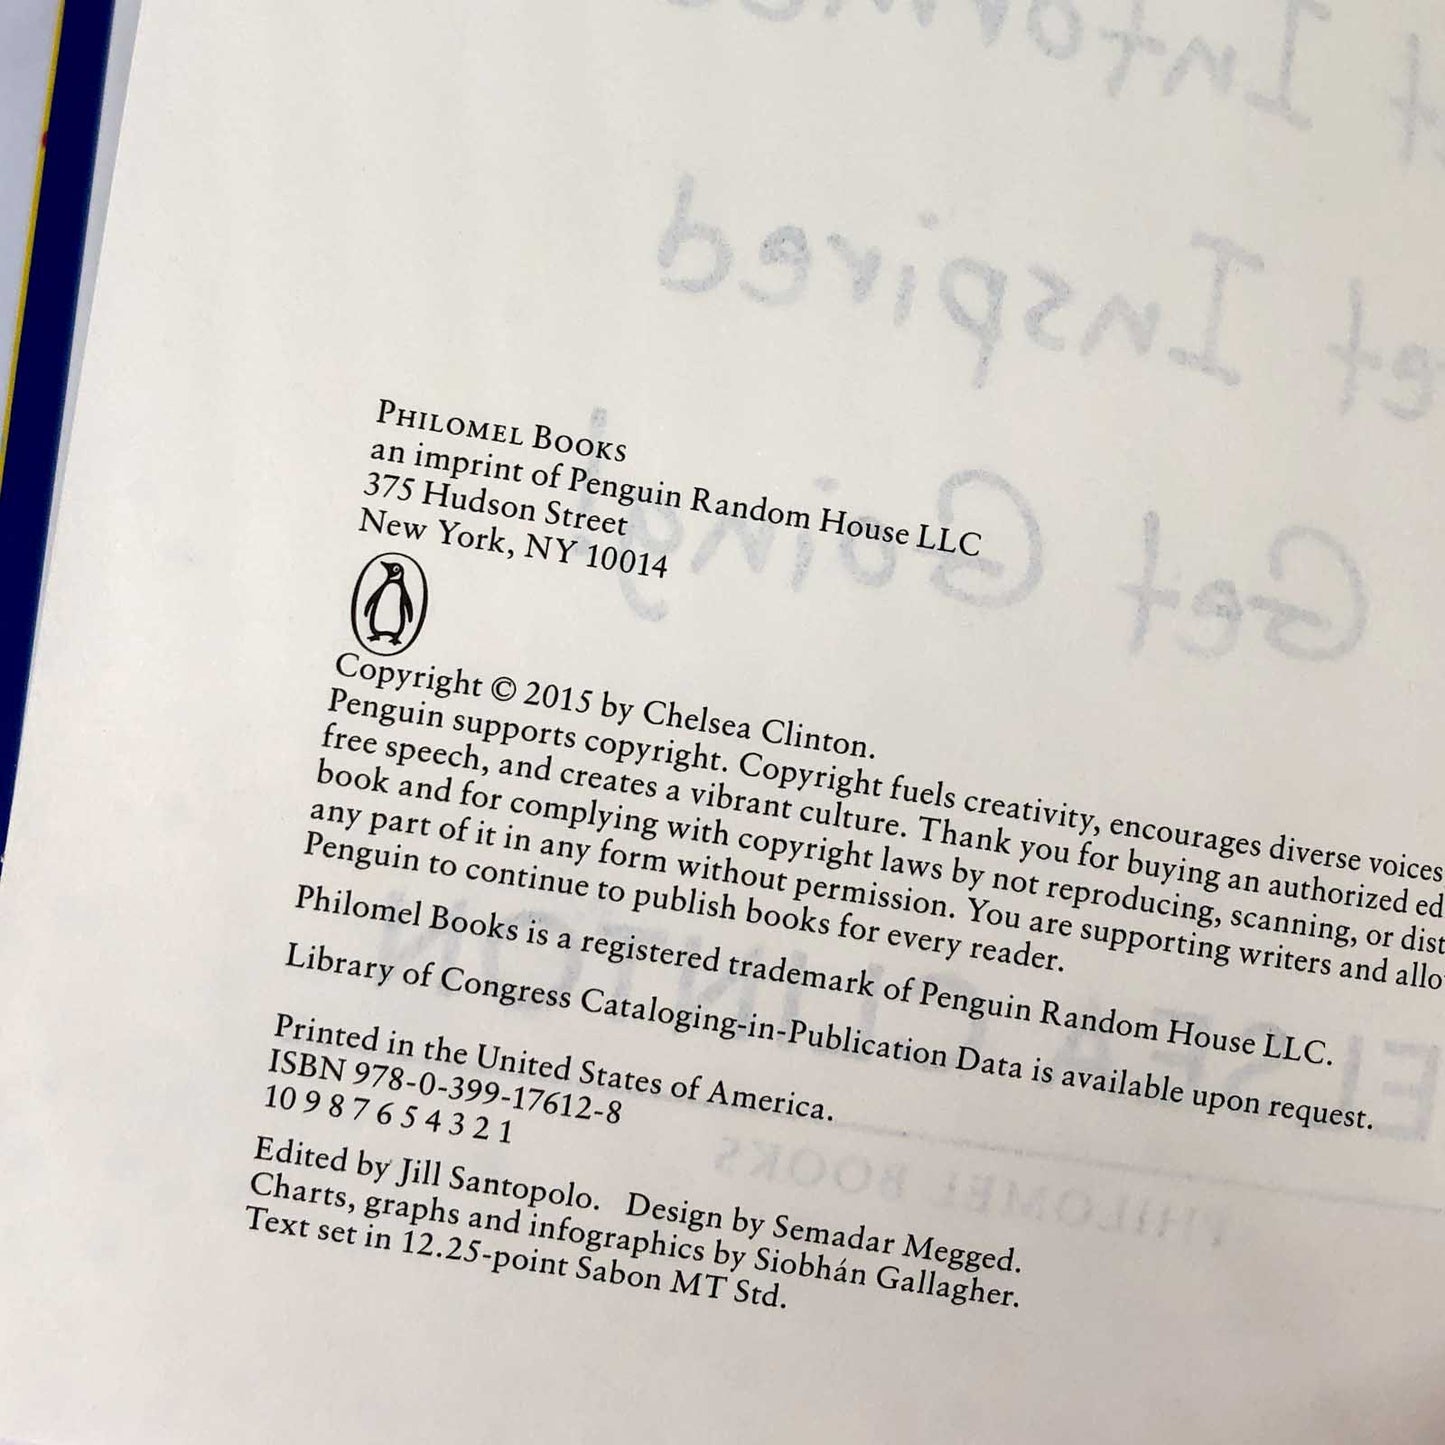 PHILOMEL BOOKS
an imprint of Penguin Random House LLC
375 Hudson Street
New York, NY 10014
Copyright © 2015 by Chelsea Clinton.
Penguin supports copyright. Copyright fuels creativity, encourages diverse voices,
free speech, and creates a vibrant culture. Thank you for buying an authorized ed
book and for complying with copyright laws by not reproducing, scanning, or dist
any part of it in any form without permission. You are supporting writers and allo
Penguin to continue to publish books for every reader.
Philomel Books is a registered trademark of Penguin Random House LLC.
Library of Congress Cataloging-in-Publication Data is available upon request.
Printed in the United States of America.
ISBN 978-0-399-17612-8
10 9 8 7 6 5 4 3 2 1
Edited by Jill Santopolo. Design by Semadar Megged.
Charts, graphs and infographics by Siobhán Gallagher.
Text set in 12.25-point Sabon MT Std.
Inspired
Get Going!
PHILOMEL BOOKS